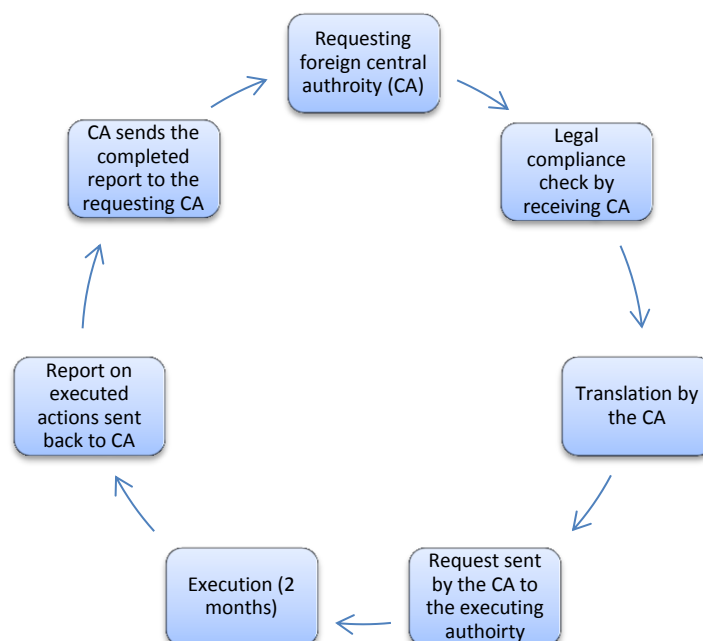 Requesting
foreign central
authroity (CA)
Legal
compliance
check by
receiving CA
Translation by
the CA
Request sent
by the CA to
the executing
authoirty
Execution (2
months)
Report on
executed
actions sent
back to CA
CA sends the
completed
report to the
requesting CA